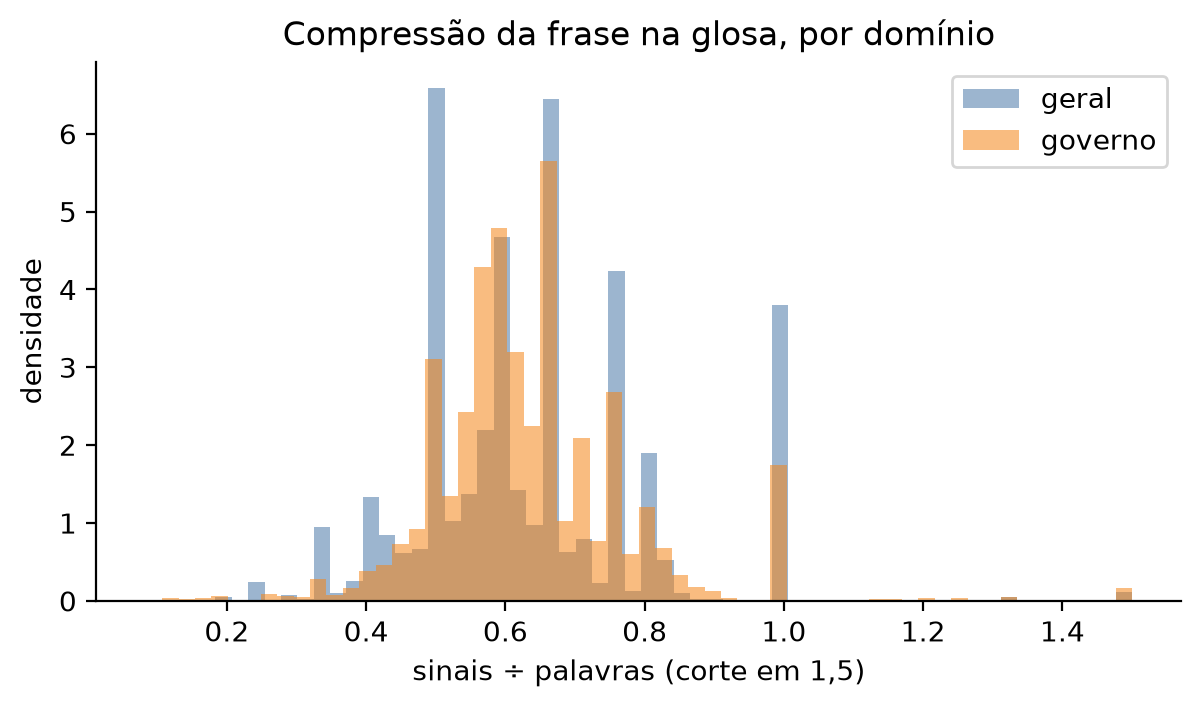 Compressão da frase na glosa, por domínio
geral
governo
densidade
6
5
4
3
2
1
0
0.2 0.4 0.6 0.8 1.0 1.2 1.4
sinais ÷ palavras (corte em 1,5)